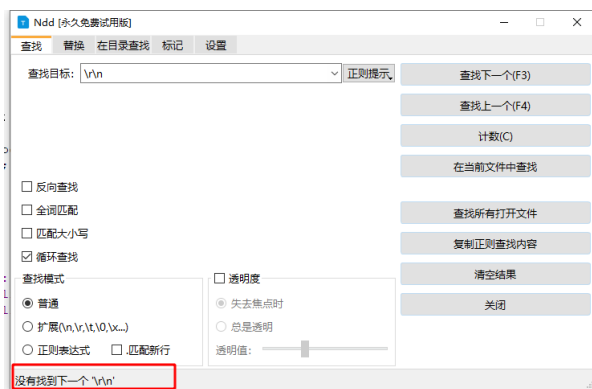 Ndd [永久免费试用版]
查找 替换 在目录查找 标记 设置
查找目标: \r\n 正则提示 查找下一个(F3)
查找上一个(F4)
计数(C)
在当前文件中查找
反向查找
全词匹配 查找所有打开文件
匹配大小写 复制正则查找内容
循环查找
查找模式 透明度 清空结果
普通 失去焦点时 关闭
扩展(\n,\r,\t,\0,\x...) 总是透明
正则表达式 .匹配新行 透明值:
没有找到下一个 '\r\n'